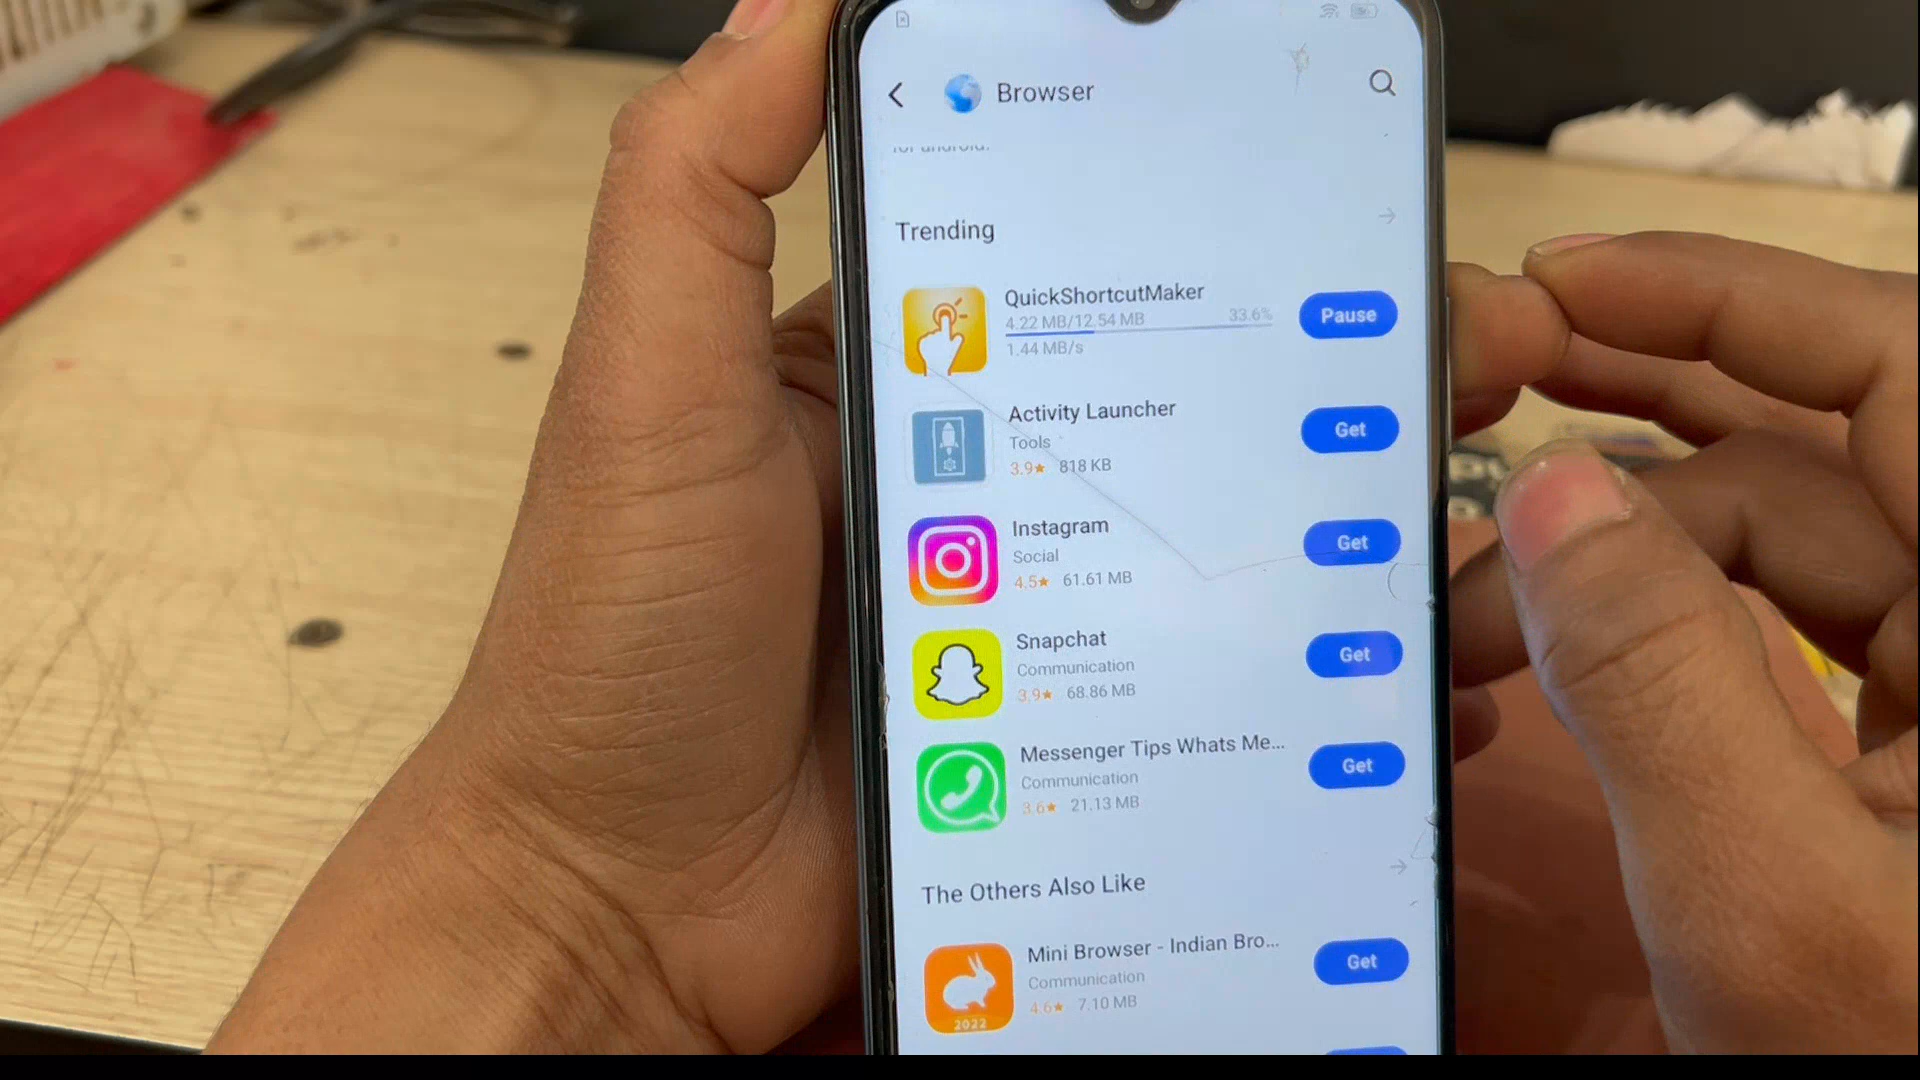 Browser
for android.
Trending
QuickShortcutMaker
4.22 MB/12.54 MB 33.6%
1.44 MB/s
Pause
Activity Launcher
Tools
3.9★ 818 KB
Get
Instagram
Social
4.5★ 61.61 MB
Get
Snapchat
Communication
3.9★ 68.86 MB
Get
Messenger Tips Whats Me...
Communication
3.6★ 21.13 MB
Get
The Others Also Like
Mini Browser - Indian Bro...
Communication
4.6★ 7.10 MB
Get
2022